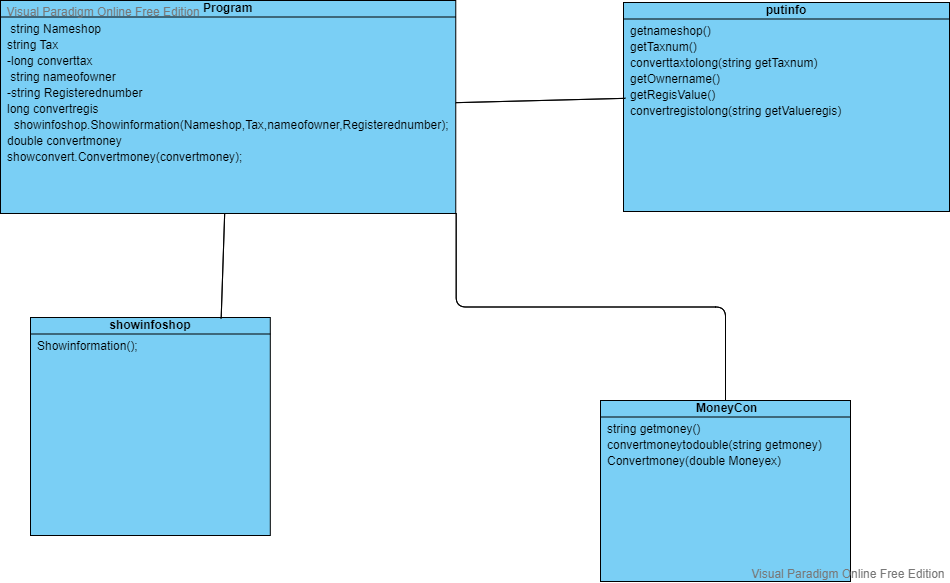 Visual Paradigm Online Free Edition
Program
string Nameshop
string Tax
-long converttax
string nameofowner
-string Registerednumber
long convertregis
showinfoshop.Showinformation(Nameshop,Tax,nameofowner,Registerednumber);
double convertmoney
showconvert.Convertmoney(convertmoney);
putinfo
getnameshop()
getTaxnum()
converttaxtolong(string getTaxnum)
getOwnername()
getRegisValue()
convertregistolong(string getValueregis)
showinfoshop
Showinformation();
MoneyCon
string getmoney()
convertmoneytodouble(string getmoney)
Convertmoney(double Moneyex)
Visual Paradigm Online Free Edition